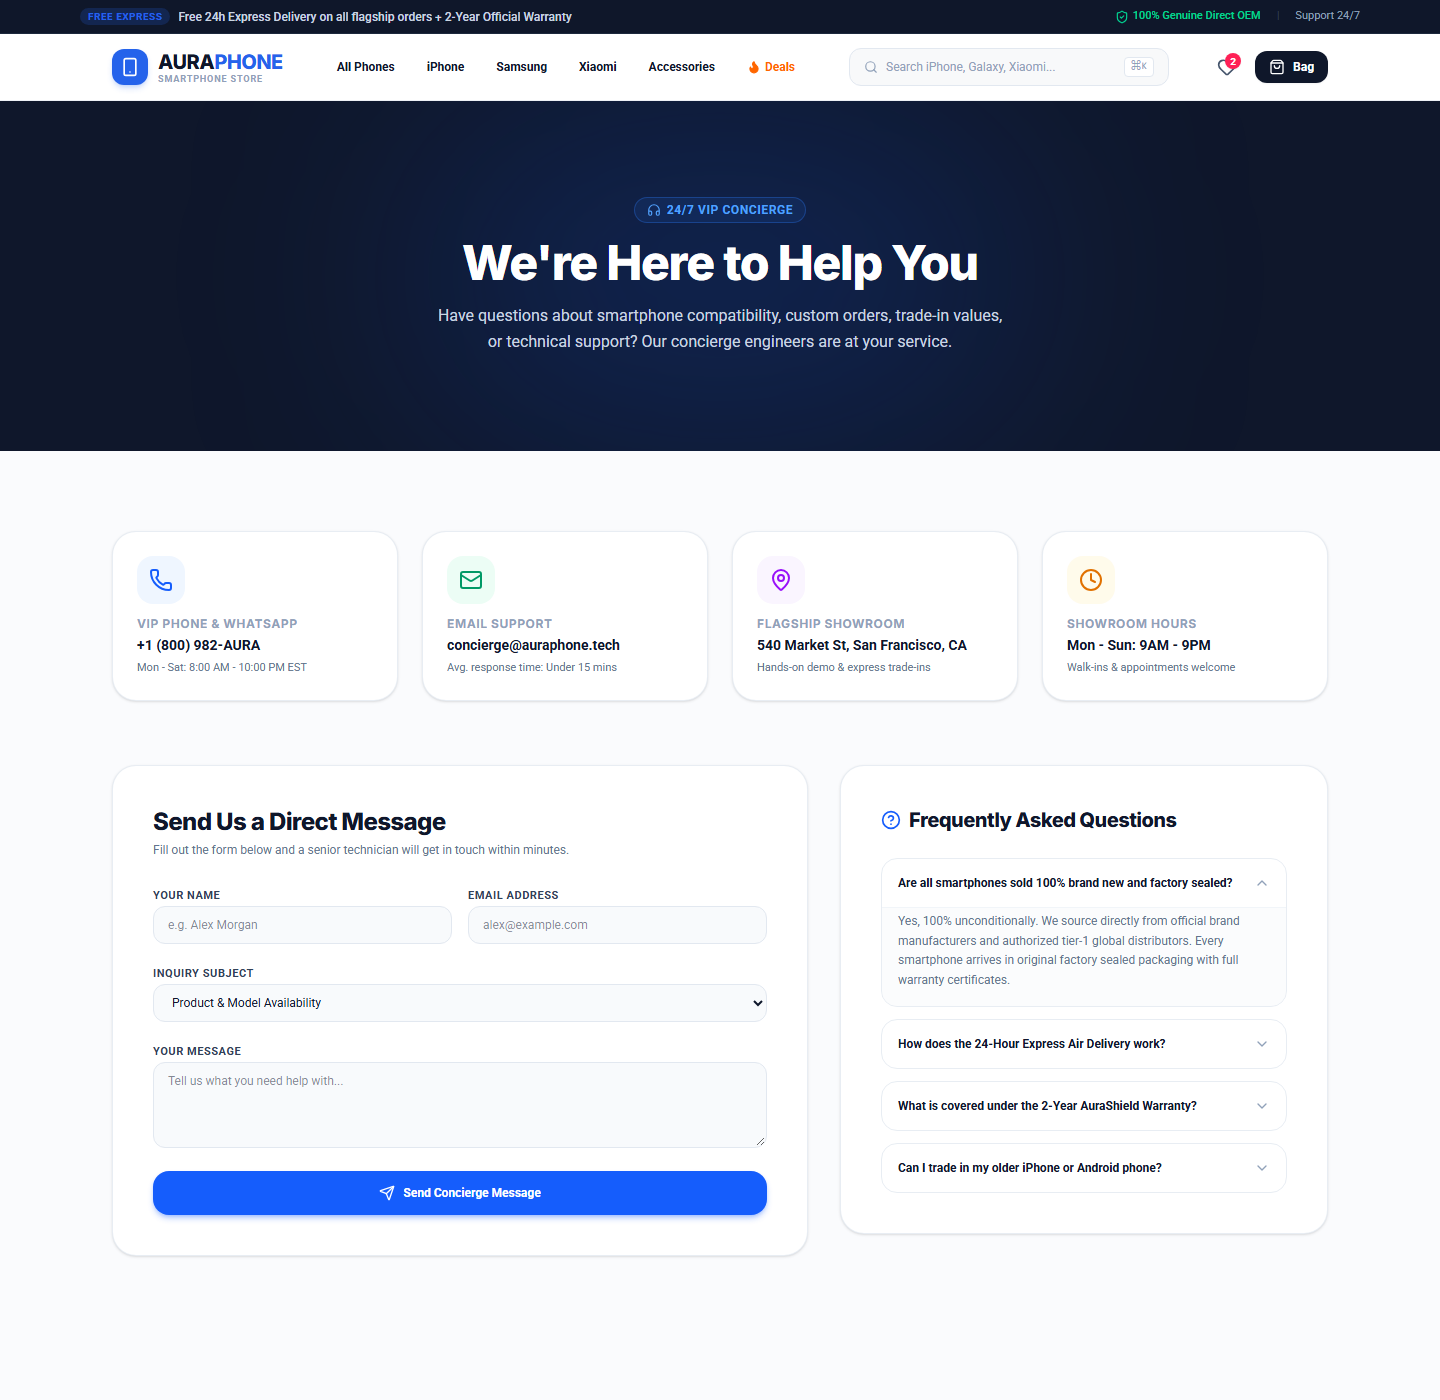 FREE EXPRESS Free 24h Express Delivery on all flagship orders + 2-Year Official Warranty
100% Genuine Direct OEM | Support 24/7
AURAPHONE
SMARTPHONE STORE
All Phones iPhone Samsung Xiaomi Accessories Deals
Search iPhone, Galaxy, Xiaomi... ⌘K
2
Bag
24/7 VIP CONCIERGE
We're Here to Help You
Have questions about smartphone compatibility, custom orders, trade-in values,
or technical support? Our concierge engineers are at your service.
VIP PHONE & WHATSAPP
+1 (800) 982-AURA
Mon - Sat: 8:00 AM - 10:00 PM EST
EMAIL SUPPORT
concierge@auraphone.tech
Avg. response time: Under 15 mins
FLAGSHIP SHOWROOM
540 Market St, San Francisco, CA
Hands-on demo & express trade-ins
SHOWROOM HOURS
Mon - Sun: 9AM - 9PM
Walk-ins & appointments welcome
Send Us a Direct Message
Fill out the form below and a senior technician will get in touch within minutes.
YOUR NAME
e.g. Alex Morgan
EMAIL ADDRESS
alex@example.com
INQUIRY SUBJECT
Product & Model Availability
YOUR MESSAGE
Tell us what you need help with...
Send Concierge Message
Frequently Asked Questions
Are all smartphones sold 100% brand new and factory sealed?
Yes, 100% unconditionally. We source directly from official brand
manufacturers and authorized tier-1 global distributors. Every
smartphone arrives in original factory sealed packaging with full
warranty certificates.
How does the 24-Hour Express Air Delivery work?
What is covered under the 2-Year AuraShield Warranty?
Can I trade in my older iPhone or Android phone?